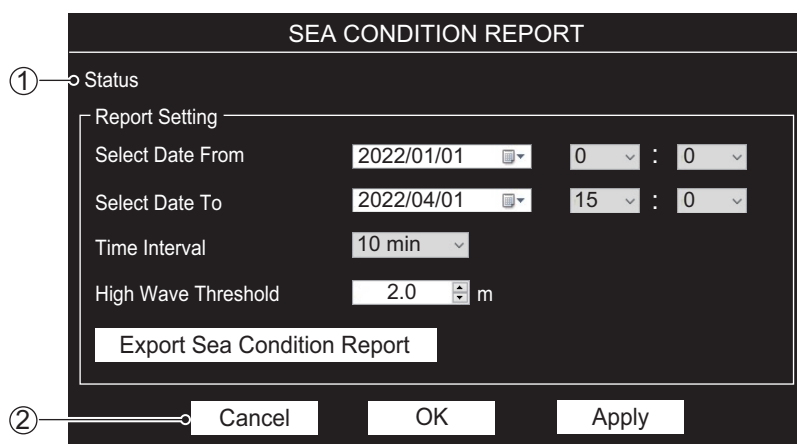 SEA CONDITION REPORT
① Status
Report Setting
Select Date From 2022/01/01 0 : 0
Select Date To 2022/04/01 15 : 0
Time Interval 10 min
High Wave Threshold 2.0 m
Export Sea Condition Report
② Cancel OK Apply